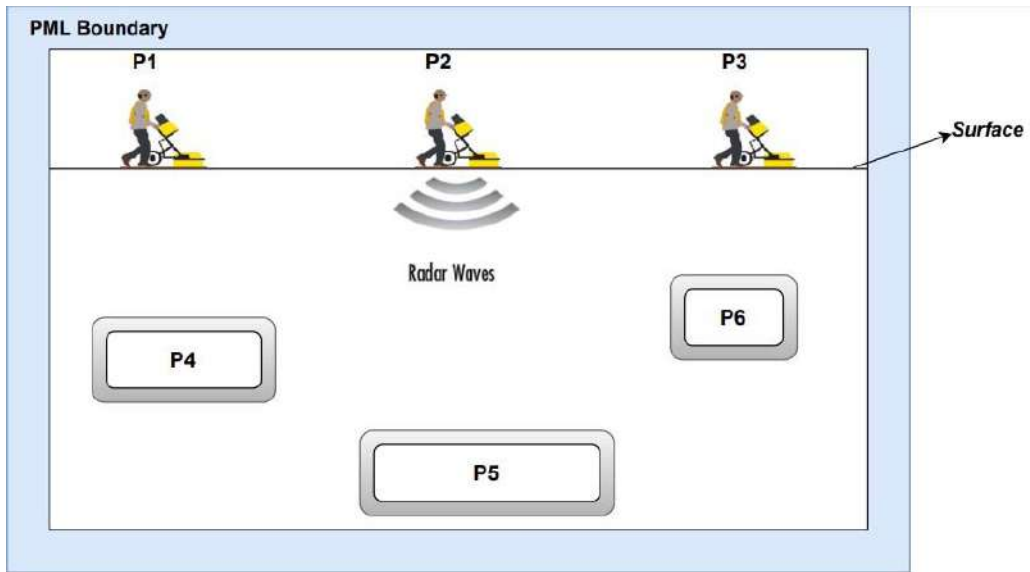 PML Boundary
P1
P2
P3
Surface
Radar Waves
P6
P4
P5